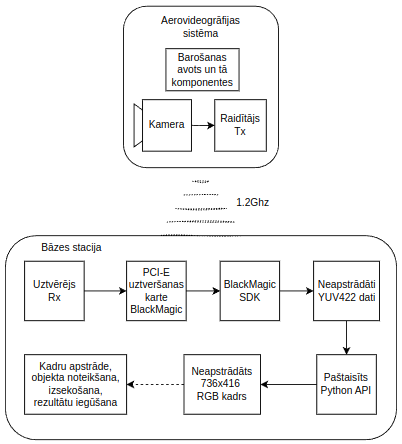 Aerovideogrāfijas
sistēma
Barošanas
avots un tā
komponentes
Kamera
Raidītājs
Tx
1.2Ghz
Bāzes stacija
Uztvērējs
Rx
PCI-E
uztveršanas
karte
BlackMagic
BlackMagic
SDK
Neapstrādāti
YUV422 dati
Kadru apstrāde,
objekta noteikšana,
izsekošana,
rezultātu iegūšana
Neapstrādāts
736x416
RGB kadrs
Paštaisīts
Python API